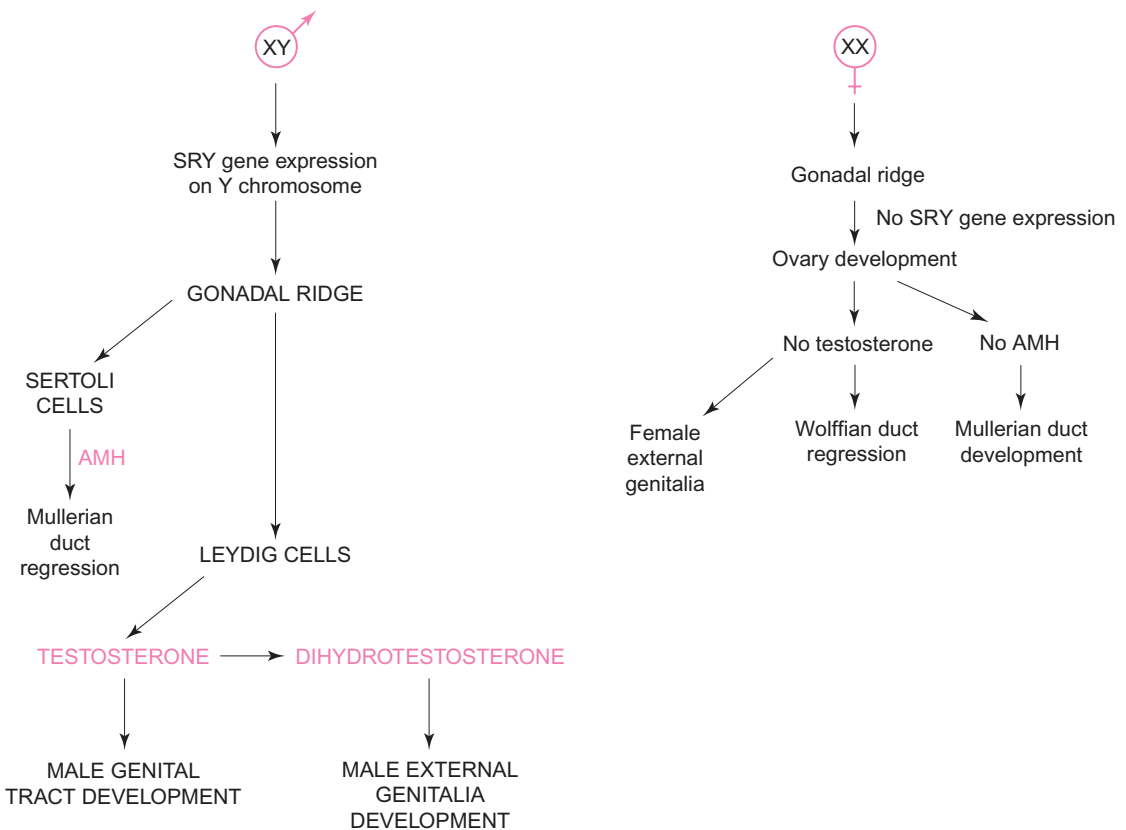 XY
SRY gene expression
on Y chromosome
GONADAL RIDGE
SERTOLI
CELLS
AMH
Mullerian
duct
regression
LEYDIG CELLS
TESTOSTERONE
DIHYDROTESTOSTERONE
MALE GENITAL
TRACT DEVELOPMENT
MALE EXTERNAL
GENITALIA
DEVELOPMENT
XX
Gonadal ridge
No SRY gene expression
Ovary development
No testosterone
No AMH
Female
external
genitalia
Wolffian duct
regression
Mullerian duct
development